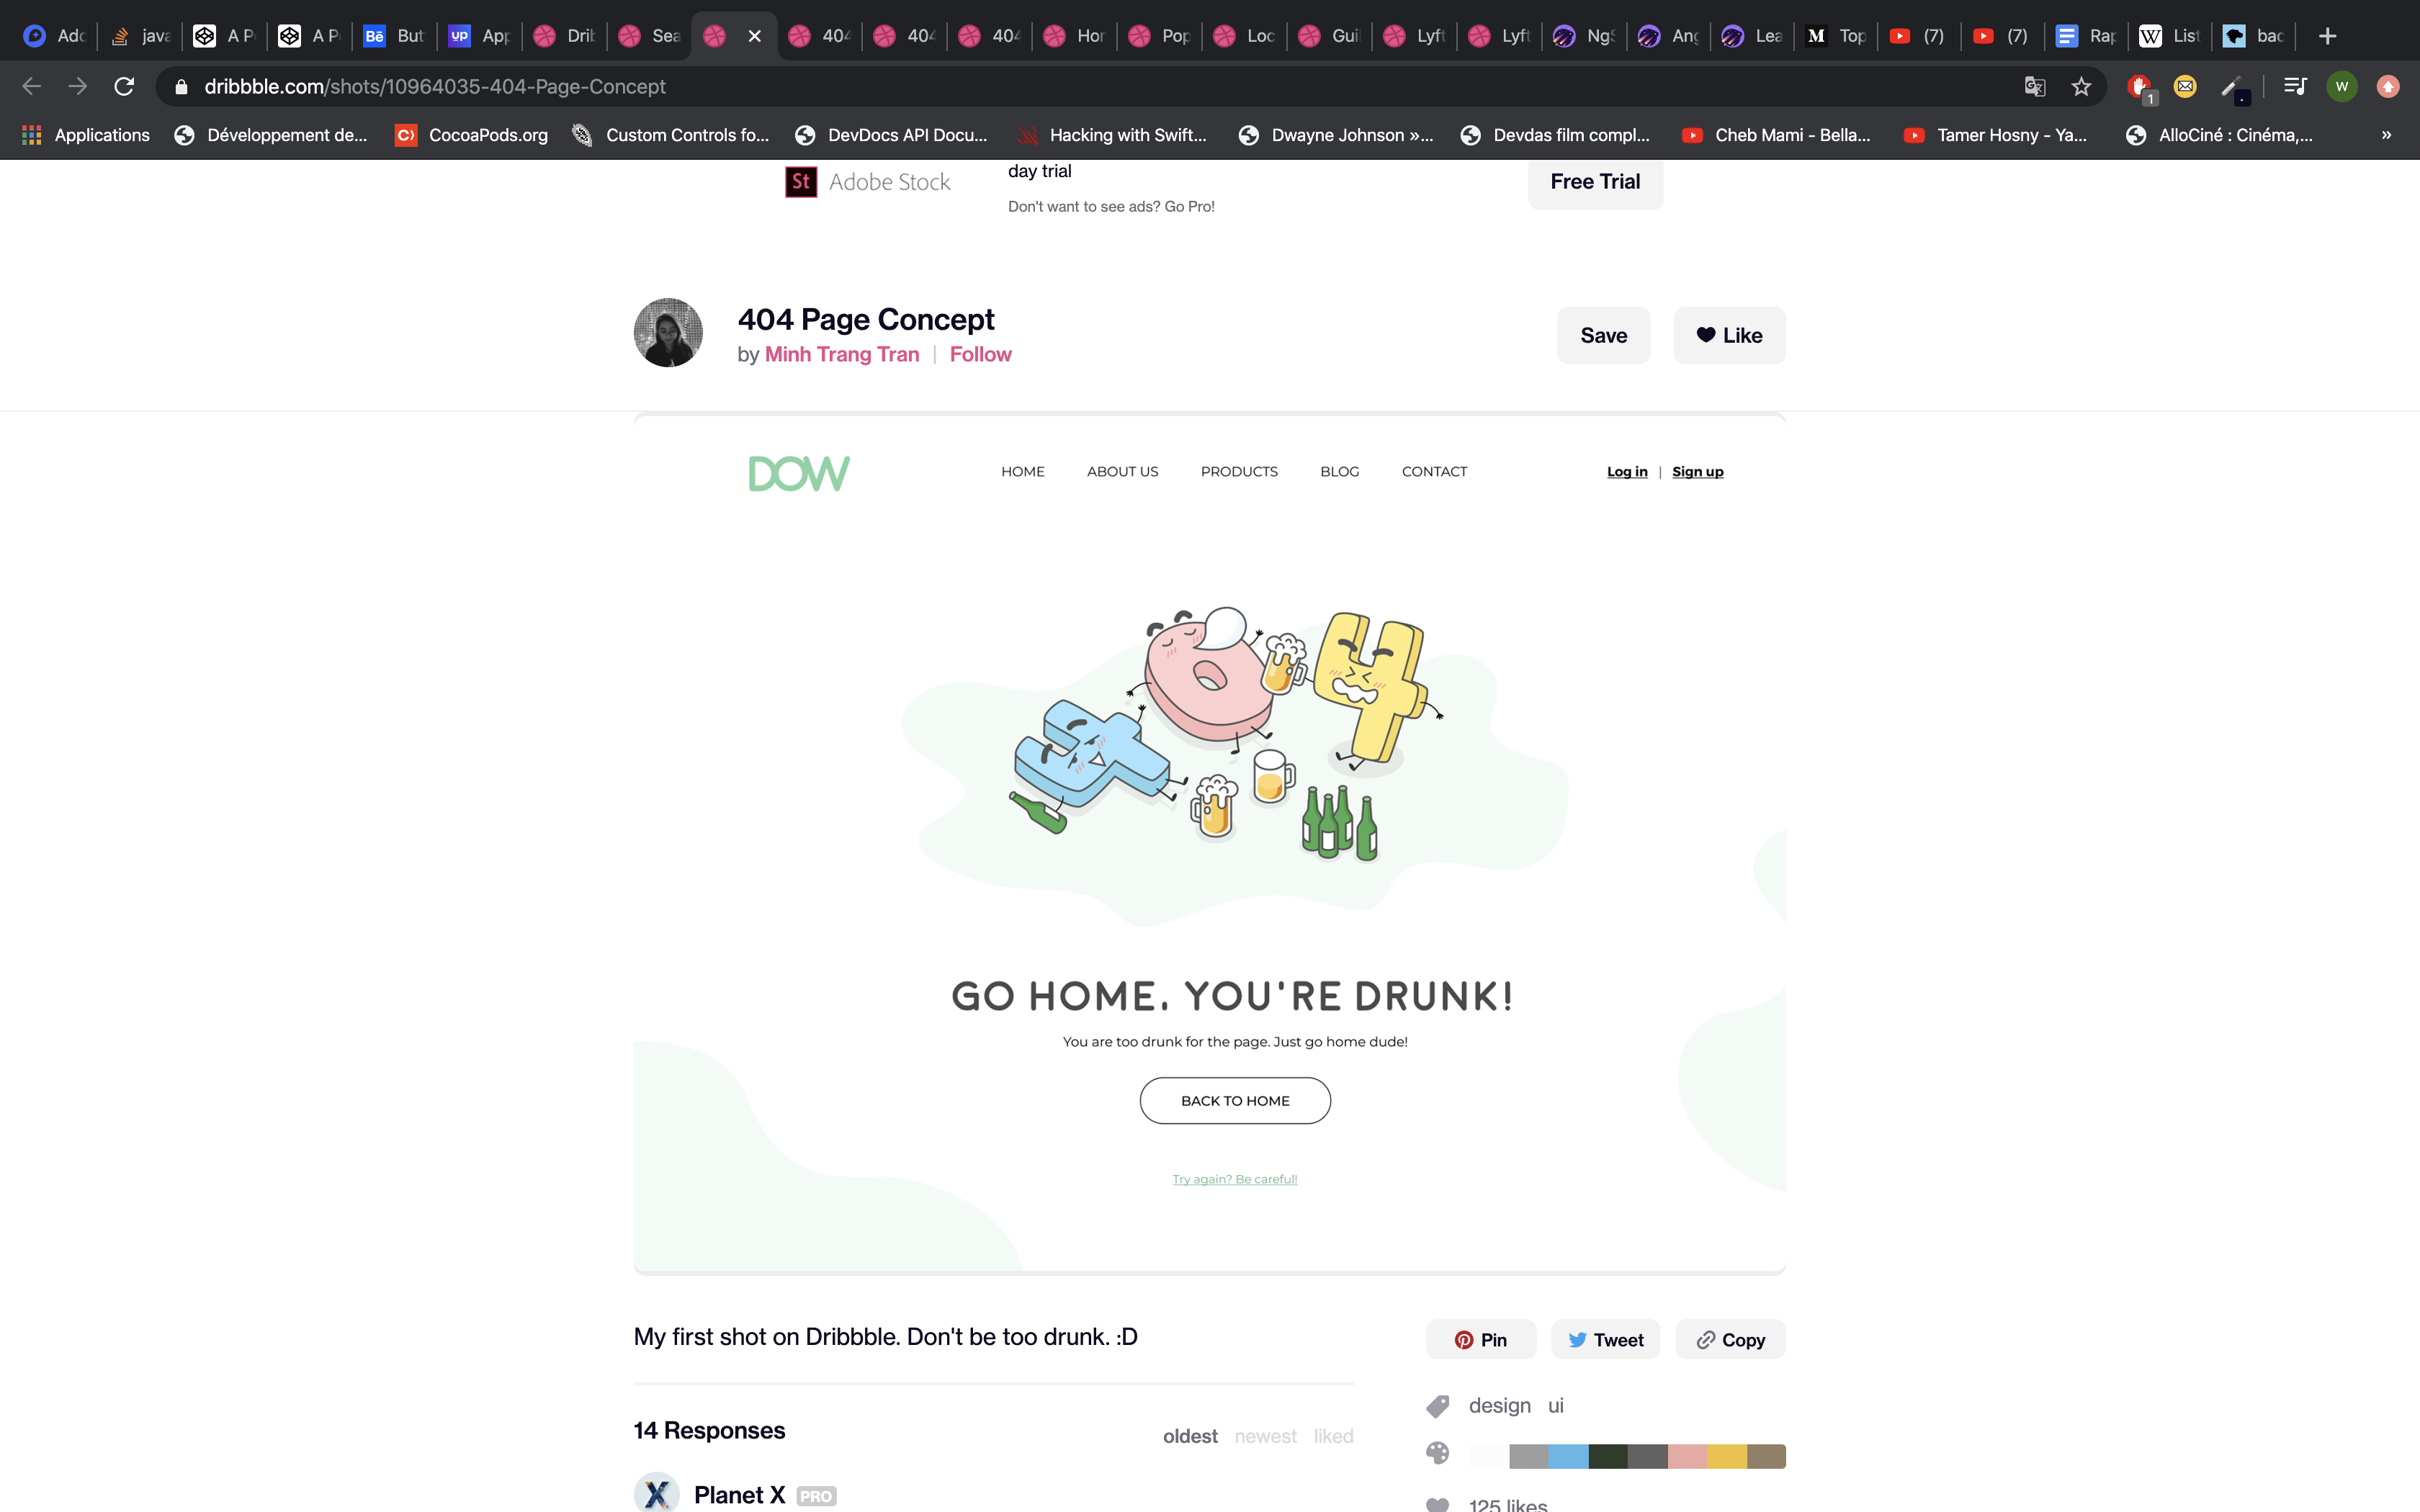 Adc java A P A P But App Drib Sea 404 404 404 Hor Pop Loc Gui Lyft Lyft NgS Ang Lea Top (7) (7) Rap List bac
dribbble.com/shots/10964035-404-Page-Concept
1
W
Applications Développement de... CocoaPods.org Custom Controls fo... DevDocs API Docu... Hacking with Swift... Dwayne Johnson »... Devdas film compl... Cheb Mami - Bella... Tamer Hosny - Ya... AlloCiné : Cinéma,... »
St Adobe Stock
day trial
Don't want to see ads? Go Pro!
Free Trial
404 Page Concept
by Minh Trang Tran | Follow
Save
Like
DOW
HOME ABOUT US PRODUCTS BLOG CONTACT
Log in | Sign up
404
GO HOME. YOU'RE DRUNK!
You are too drunk for the page. Just go home dude!
BACK TO HOME
Try again? Be careful!
My first shot on Dribbble. Don't be too drunk. :D
Pin Tweet Copy
design ui
14 Responses
oldest newest liked
Planet X PRO
125 likes